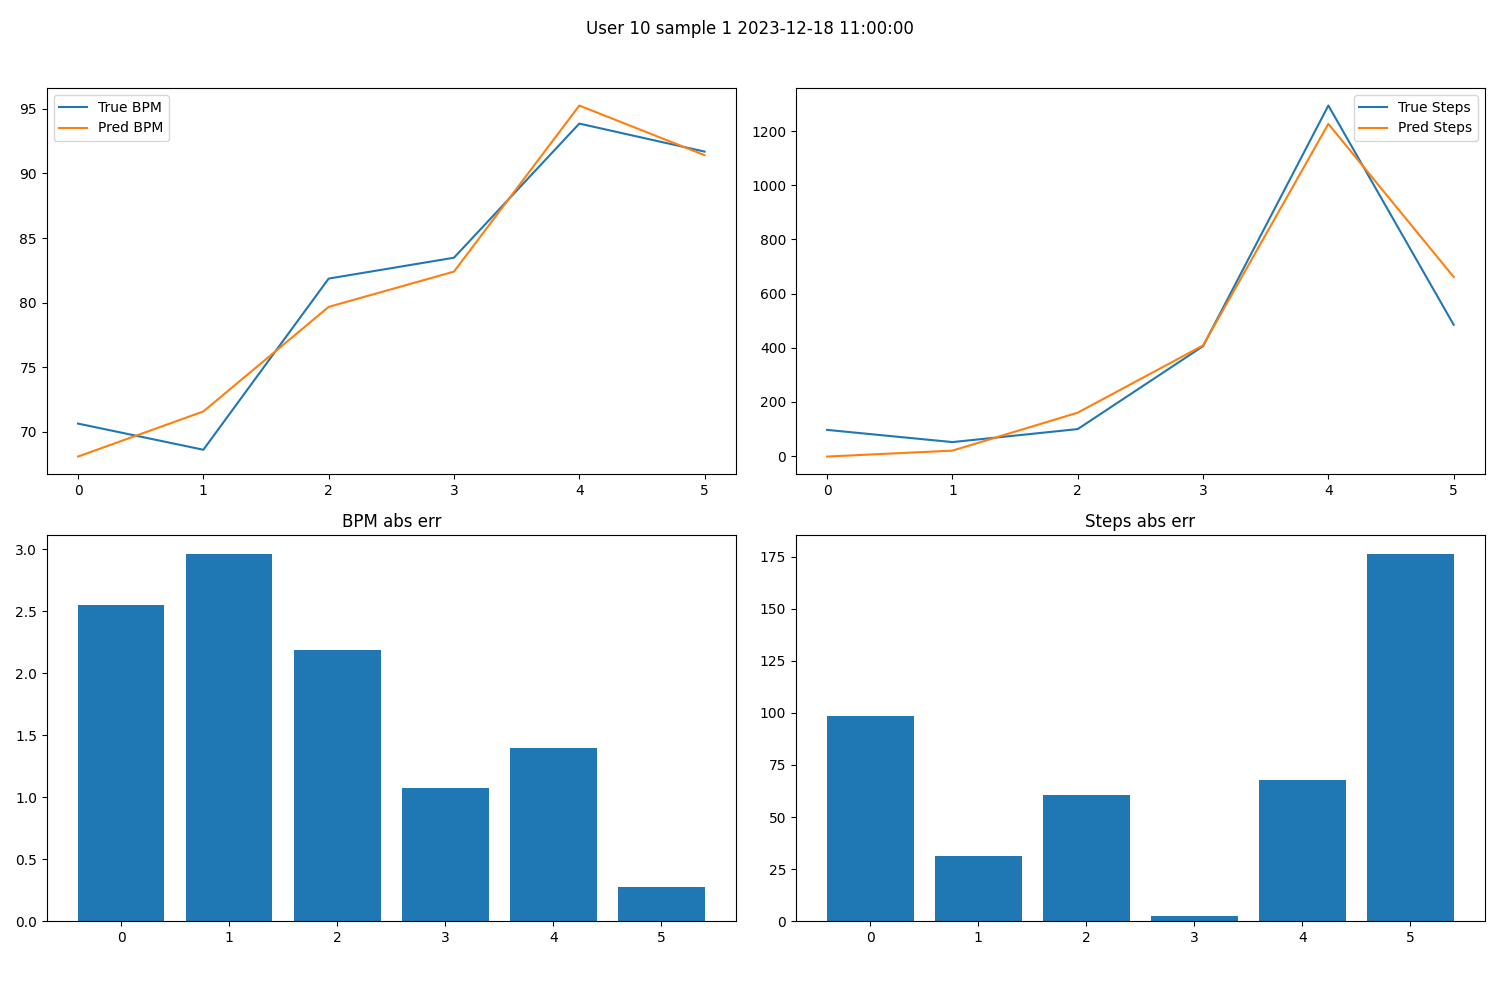 User 10 sample 1 2023-12-18 11:00:00
True BPM
Pred BPM
95
90
85
80
75
70
0 1 2 3 4 5
True Steps
Pred Steps
1200
1000
800
600
400
200
0
0 1 2 3 4 5
BPM abs err
3.0
2.5
2.0
1.5
1.0
0.5
0.0
0 1 2 3 4 5
Steps abs err
175
150
125
100
75
50
25
0
0 1 2 3 4 5